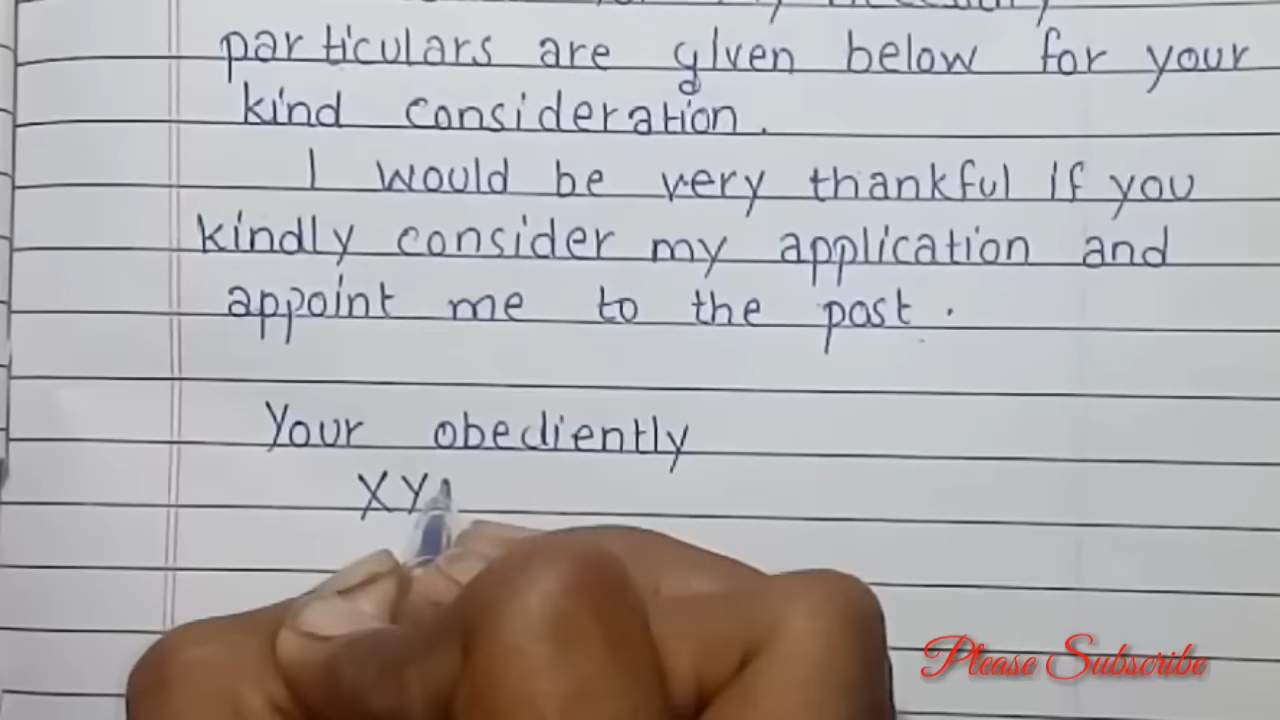 particulars are given below for your
kind consideration.
I would be very thankful if you
kindly consider my application and
appoint me to the post.
Your obediently
XY
Please Subscribe